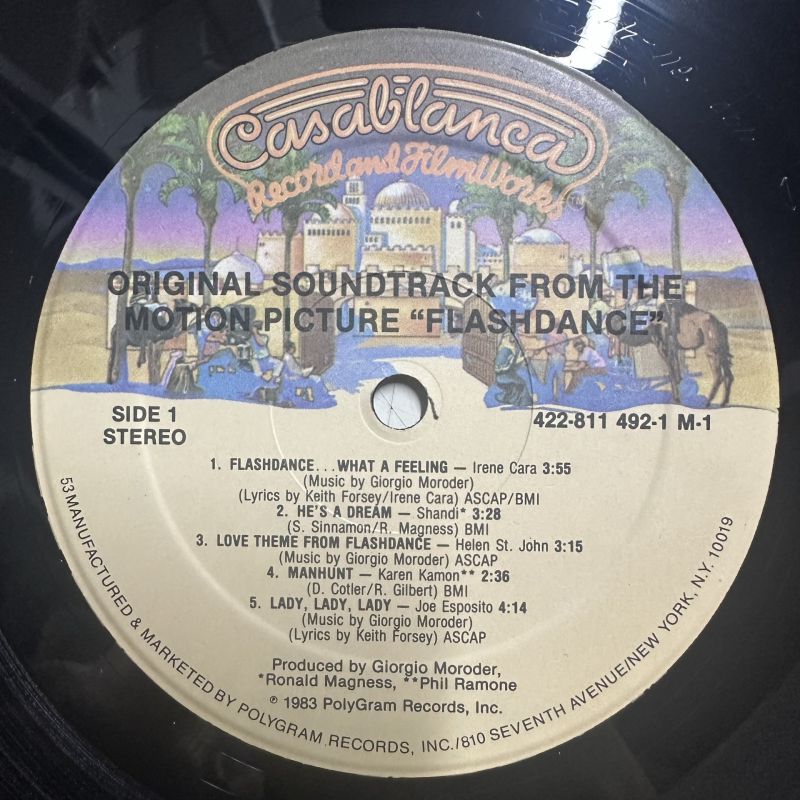 Casablanca
Record and FilmWorks
TM
ORIGINAL SOUNDTRACK FROM THE
MOTION PICTURE “FLASHDANCE”
SIDE 1
STEREO
422-811 492-1 M-1
1. FLASHDANCE...WHAT A FEELING — Irene Cara 3:55
(Music by Giorgio Moroder)
(Lyrics by Keith Forsey/Irene Cara) ASCAP/BMI
2. HE'S A DREAM — Shandi* 3:28
(S. Sinnamon/R. Magness) BMI
3. LOVE THEME FROM FLASHDANCE — Helen St. John 3:15
(Music by Giorgio Moroder) ASCAP
4. MANHUNT — Karen Kamon** 2:36
(D. Cotler/R. Gilbert) BMI
5. LADY, LADY, LADY — Joe Esposito 4:14
(Music by Giorgio Moroder)
(Lyrics by Keith Forsey) ASCAP
Produced by Giorgio Moroder,
*Ronald Magness, **Phil Ramone
℗ 1983 PolyGram Records, Inc.
53 MANUFACTURED & MARKETED BY POLYGRAM RECORDS, INC./810 SEVENTH AVENUE/NEW YORK, N.Y. 10019